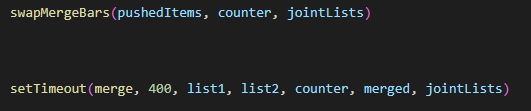 swapMergeBars(pushedItems, counter, jointLists)
setTimeout(merge, 400, list1, list2, counter, merged, jointLists)